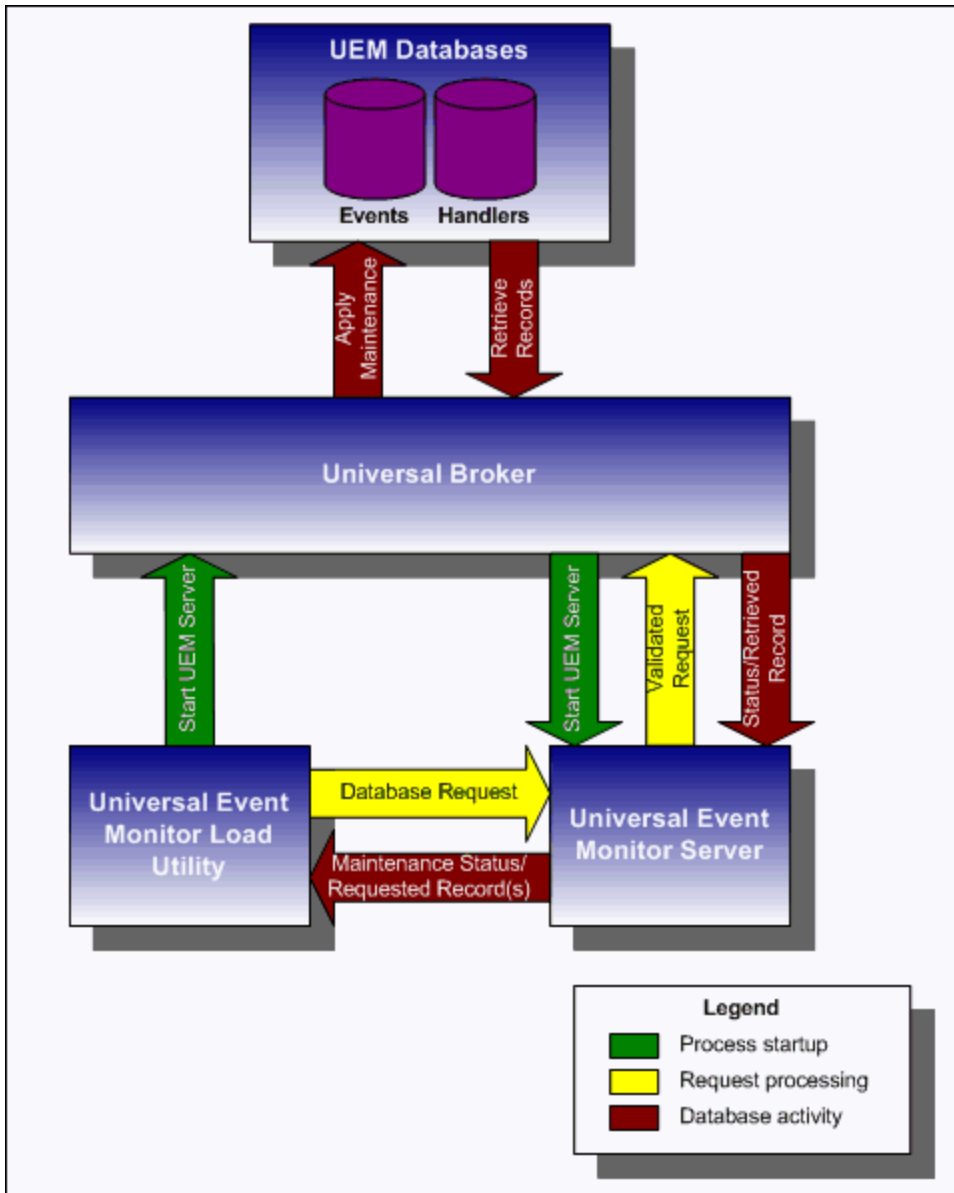 UEM Databases
Events
Handlers
Apply
Maintenance
Retrieve
Records
Universal Broker
Start UEM Server
Start UEM Server
Validated
Request
Status/Retrieved
Record
Universal Event
Monitor Load
Utility
Database Request
Maintenance Status/
Requested Record(s)
Universal Event
Monitor Server
Legend
Process startup
Request processing
Database activity